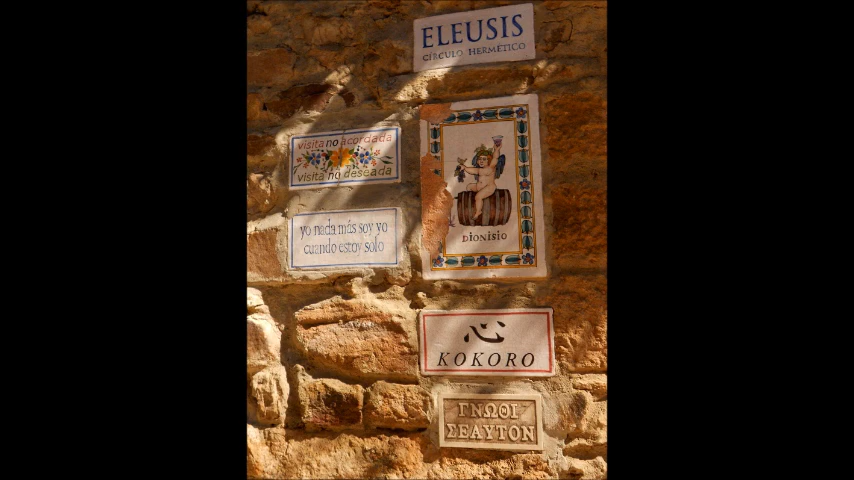 ELEUSIS
CÍRCULO HERMÉTICO
visita no acordada
visita no deseada
yo nada más soy yo
cuando estoy solo
DIONISIO
心
KOKORO
ΓΝΩΘΙ
ΣΕΑΥΤΟΝ